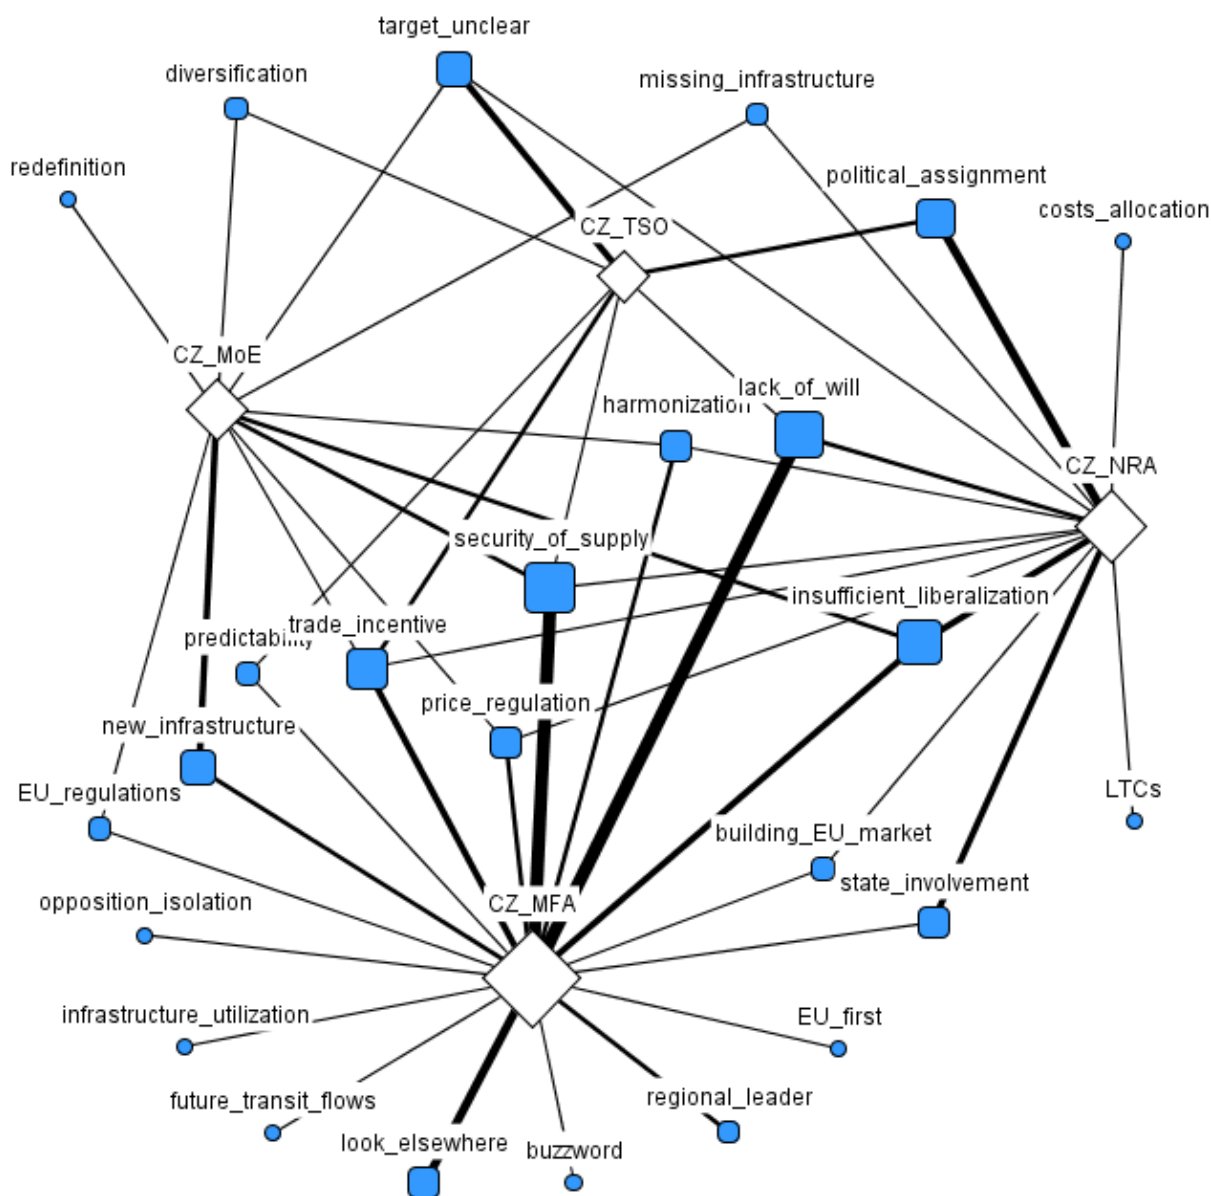 target_unclear
diversification
missing_infrastructure
redefinition
political_assignment
costs_allocation
CZ_TSO
CZ_MoE
lack_of_will
harmonization
CZ_NRA
security_of_supply
insufficient_liberalization
trade_incentive
predictability
price_regulation
new_infrastructure
EU_regulations
LTCs
building_EU_market
state_involvement
opposition_isolation
CZ_MFA
infrastructure_utilization
EU_first
future_transit_flows
regional_leader
look_elsewhere
buzzword